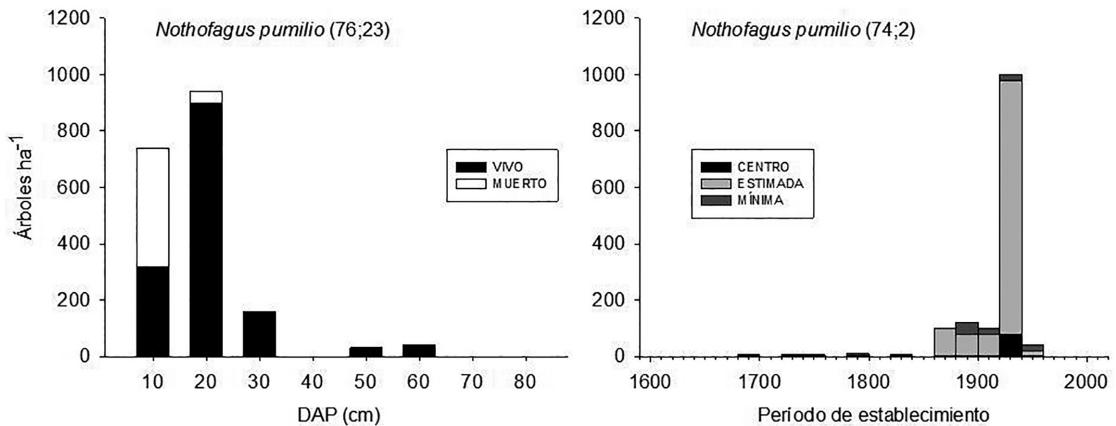 Nothofagus pumilio (76;23)
Árboles ha⁻¹
1200
1000
800
600
400
200
0
VIVO
MUERTO
10 20 30 40 50 60 70 80
DAP (cm)
Nothofagus pumilio (74;2)
1200
1000
800
600
400
200
0
CENTRO
ESTIMADA
MÍNIMA
1600 1700 1800 1900 2000
Período de establecimiento